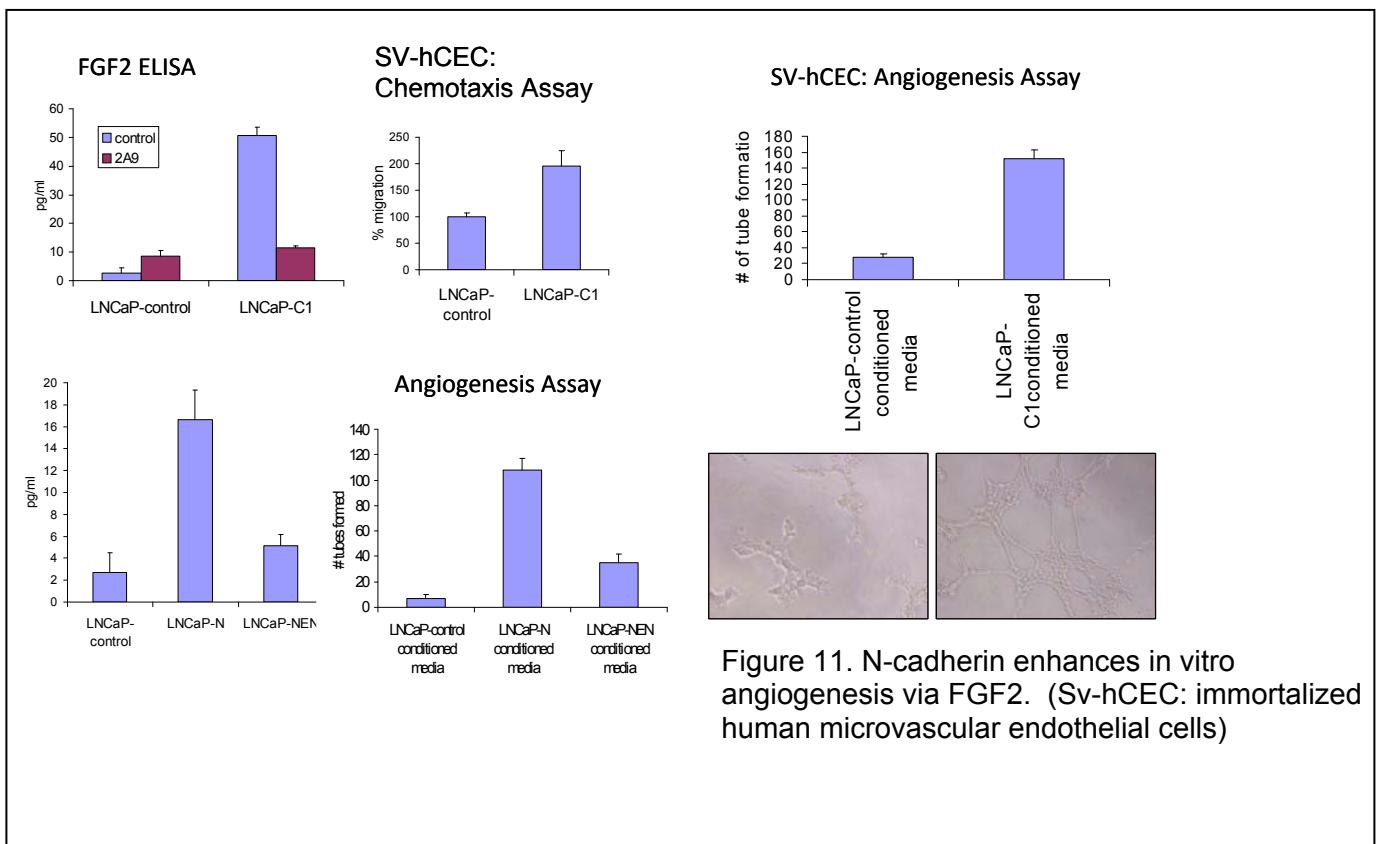 FGF2 ELISA
60
50
40
30
20
10
0
pg/ml
control
2A9
LNCaP-control
LNCaP-C1
SV-hCEC:
Chemotaxis Assay
250
200
150
100
50
0
% migration
LNCaP-
control
LNCaP-C1
SV-hCEC: Angiogenesis Assay
180
160
140
120
100
80
60
40
20
0
# of tube formatio
LNCaP-control
conditioned
media
LNCaP-
C1conditioned
media
20
18
16
14
12
10
8
6
4
2
0
pg/ml
LNCaP-
control
LNCaP-N
LNCaP-NEN
Angiogenesis Assay
140
120
100
80
60
40
20
0
# tubes formed
LNCaP-control
conditioned
media
LNCaP-N
conditioned
media
LNCaP-NEN
conditioned
media
Figure 11. N-cadherin enhances in vitro
angiogenesis via FGF2. (Sv-hCEC: immortalized
human microvascular endothelial cells)